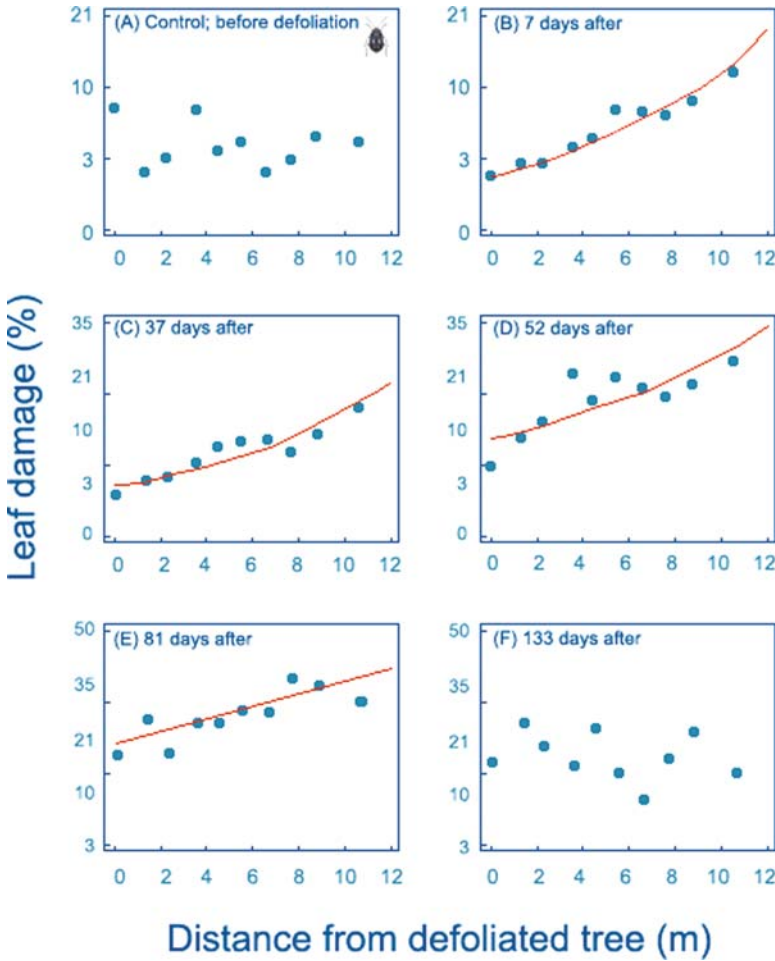 (A) Control; before defoliation
21
10
3
0
0 2 4 6 8 10 12
(B) 7 days after
21
10
3
0
0 2 4 6 8 10 12
(C) 37 days after
35
21
10
3
0
0 2 4 6 8 10 12
(D) 52 days after
35
21
10
3
0
0 2 4 6 8 10 12
(E) 81 days after
50
35
21
10
3
0 2 4 6 8 10 12
(F) 133 days after
50
35
21
10
3
0 2 4 6 8 10 12
Leaf damage (%)
Distance from defoliated tree (m)